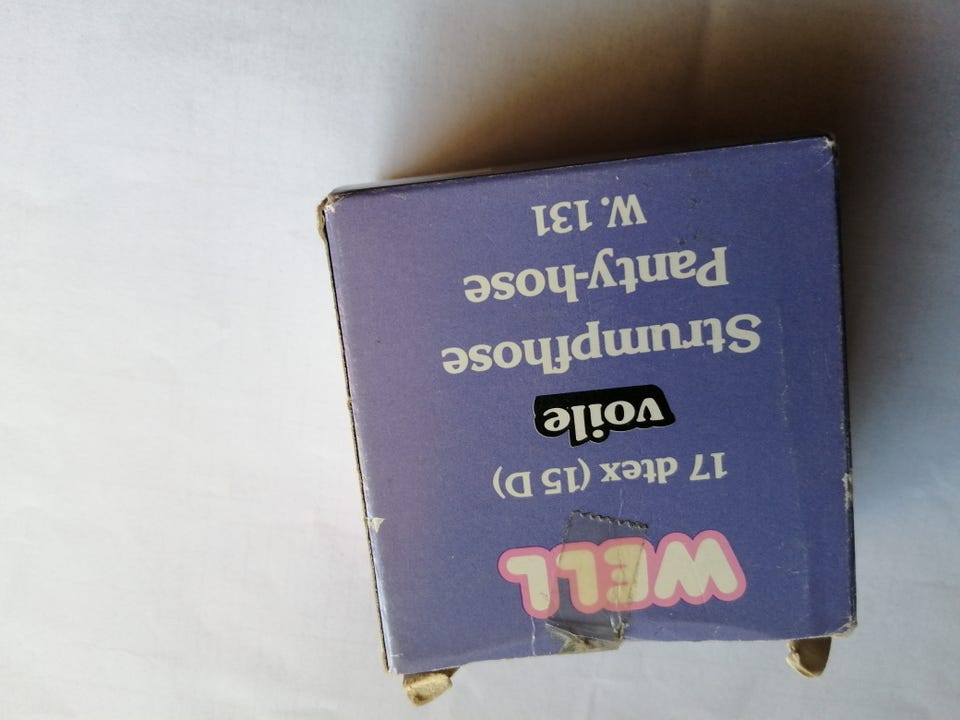 WELL
17 dtex (15 D)
voile
Strumpfhose
Panty-hose
W. 131